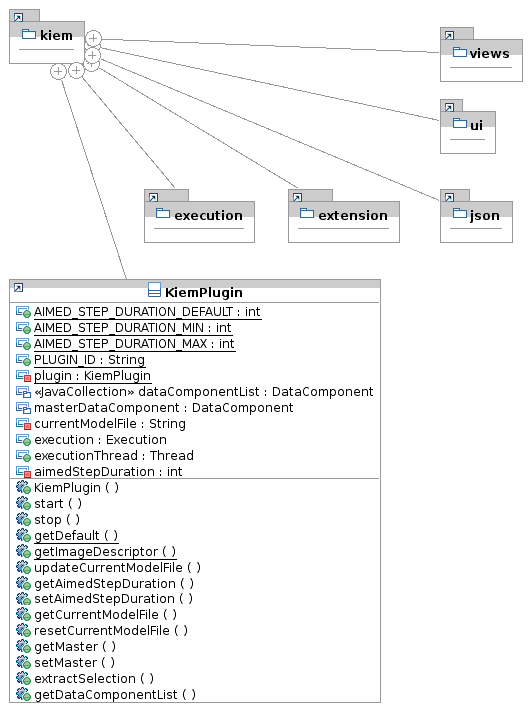 kiem
views
ui
execution
extension
json
KiemPlugin
AIMED_STEP_DURATION_DEFAULT : int
AIMED_STEP_DURATION_MIN : int
AIMED_STEP_DURATION_MAX : int
PLUGIN_ID : String
plugin : KiemPlugin
«JavaCollection» dataComponentList : DataComponent
masterDataComponent : DataComponent
currentModelFile : String
execution : Execution
executionThread : Thread
aimedStepDuration : int
KiemPlugin ( )
start ( )
stop ( )
getDefault ( )
getImageDescriptor ( )
updateCurrentModelFile ( )
getAimedStepDuration ( )
setAimedStepDuration ( )
getCurrentModelFile ( )
resetCurrentModelFile ( )
getMaster ( )
setMaster ( )
extractSelection ( )
getDataComponentList ( )